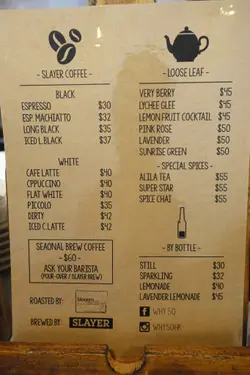 - SLAYER COFFEE -
BLACK
ESPRESSO $30
ESP. MACHIATTO $32
LONG BLACK $35
ICED L.BLACK $37
WHITE
CAFE LATTE $40
CPPUCCINO $40
FLAT WHITE $40
PICCOLO $35
DIRTY $42
ICED C.LATTE $42
SEAONAL BREW COFFEE
- $60 -
ASK YOUR BARISTA
(POUR-OVER / SLAYER BREW)
ROASTED BY:
BREWED BY: SLAYER
- LOOSE LEAF -
VERY BERRY $45
LYCHEE GLEE $45
LEMON FRUIT COCKTAIL $45
PINK ROSE $50
LAVENDER $50
SUNRISE GREEN $50
- SPECIAL SPICES -
ALILA TEA $55
SUPER STAR $55
SPICE CHAI $55
- BY BOTTLE -
STILL $30
SPARKLING $32
LEMONADE $40
LAVENDER LEMONADE $45
WHY 50
WHY5OHK